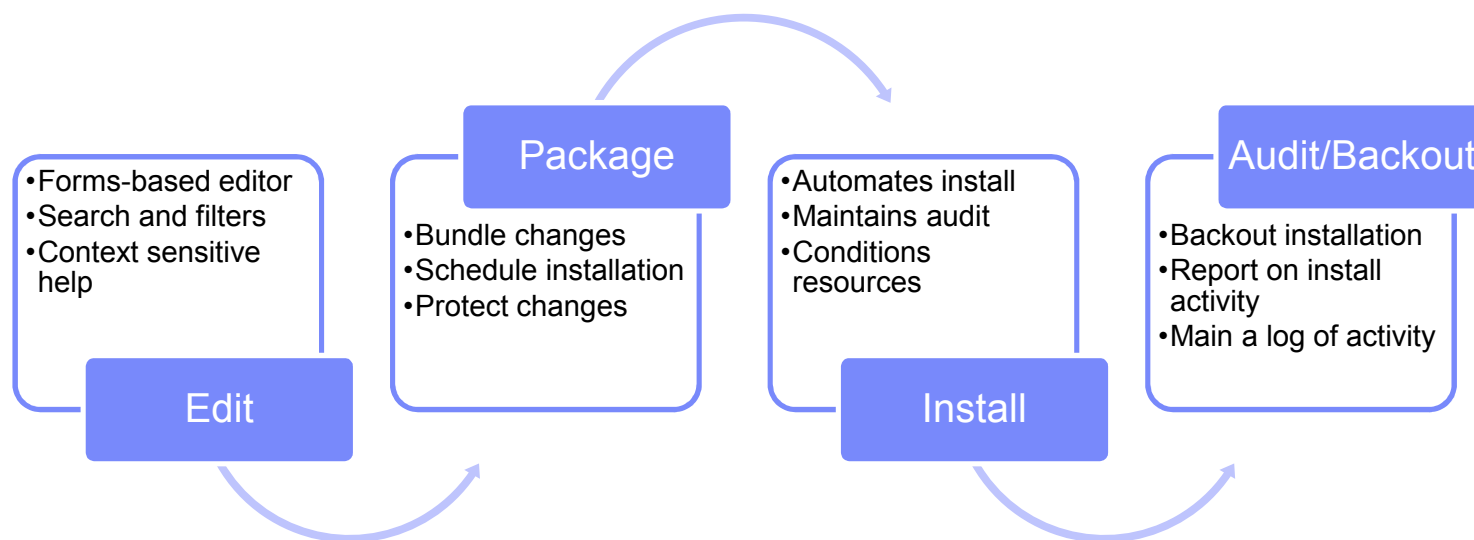 •Forms-based editor
•Search and filters
•Context sensitive
help
Edit
Package
•Bundle changes
•Schedule installation
•Protect changes
•Automates install
•Maintains audit
•Conditions
resources
Install
Audit/Backout
•Backout installation
•Report on install
activity
•Main a log of activity